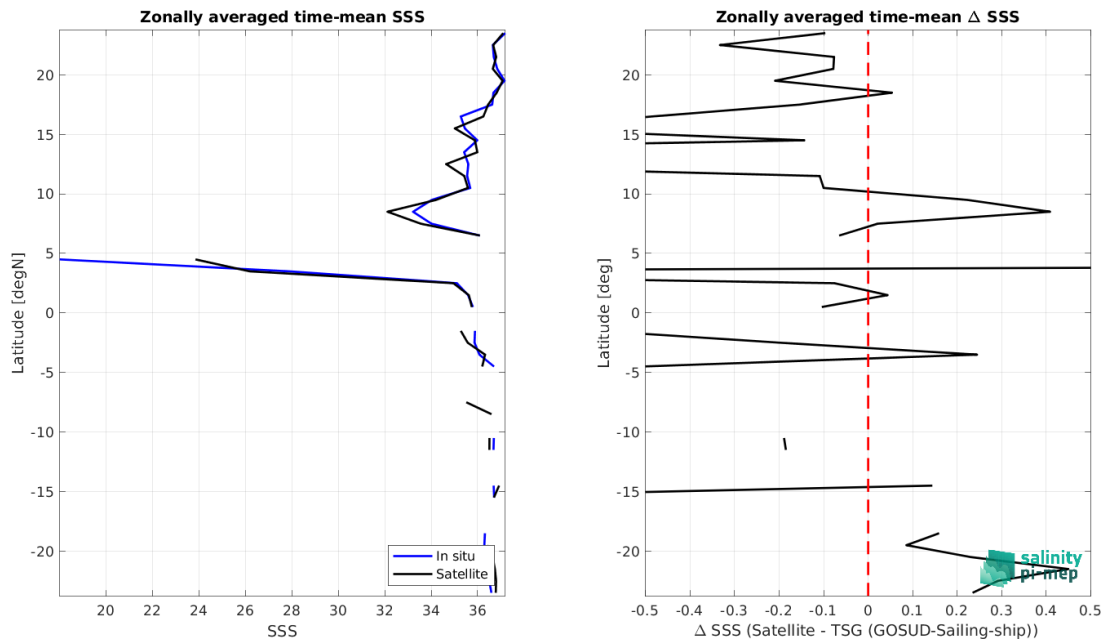 Zonally averaged time-mean SSS
Latitude [degN]
20
15
10
5
0
-5
-10
-15
-20
20 22 24 26 28 30 32 34 36
SSS
In situ
Satellite
Zonally averaged time-mean Δ SSS
Latitude [deg]
20
15
10
5
0
-5
-10
-15
-20
-0.5 -0.4 -0.3 -0.2 -0.1 0 0.1 0.2 0.3 0.4 0.5
Δ SSS (Satellite - TSG (GOSUD-Sailing-ship))
salinity
pi-mep